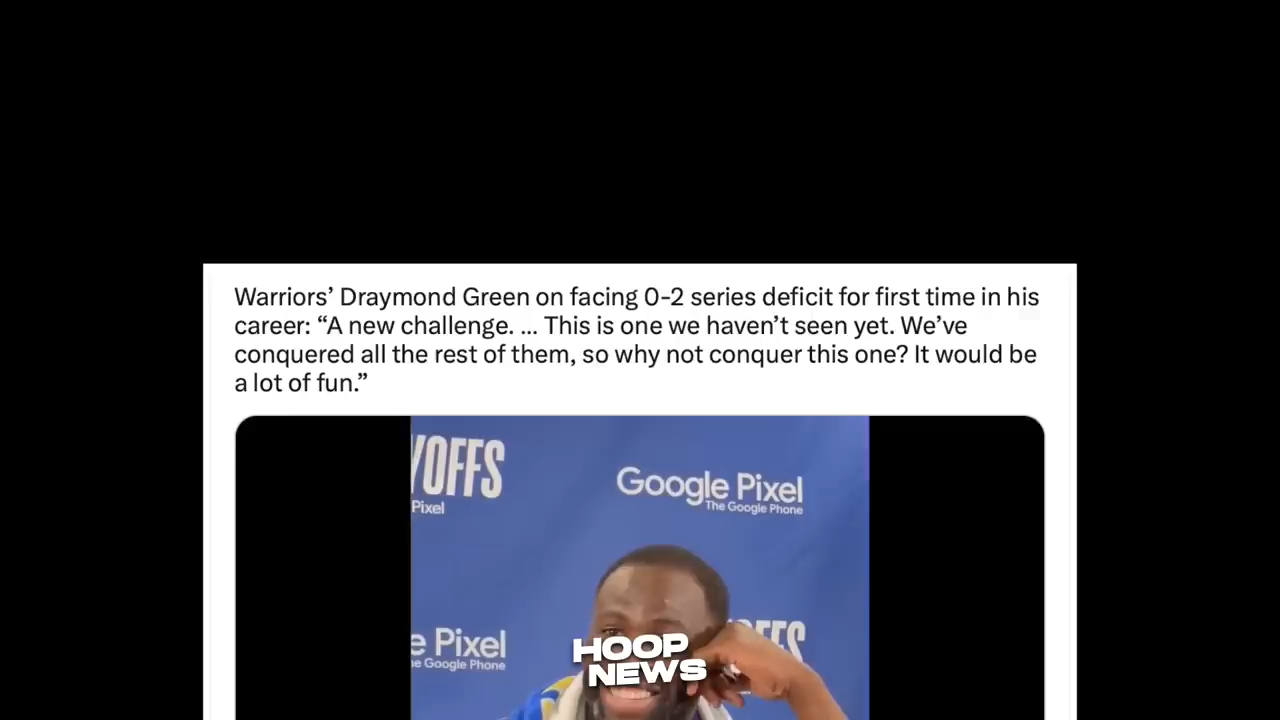 Warriors’ Draymond Green on facing 0-2 series deficit for first time in his
career: “A new challenge. ... This is one we haven’t seen yet. We’ve
conquered all the rest of them, so why not conquer this one? It would be
a lot of fun.”
YOFFS
Pixel
Google Pixel
The Google Phone
e Pixel
he Google Phone
OFFS
HOOP
NEWS